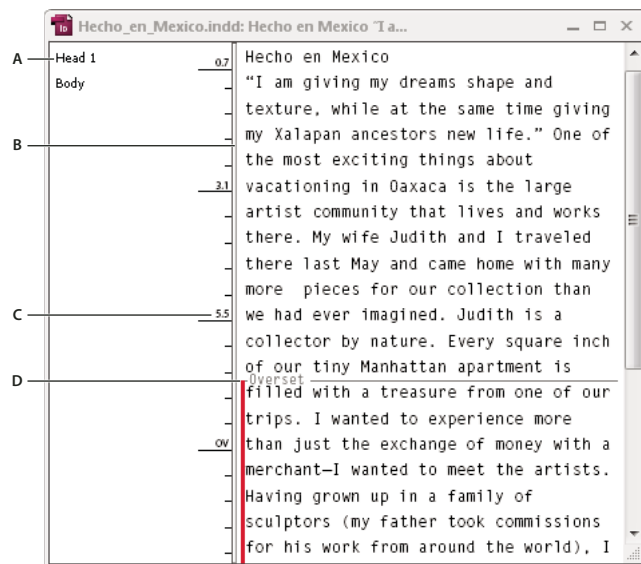 Hecho_en_Mexico.indd: Hecho en Mexico “I a...
A
Head 1
Body
B
C
D
0.7
3.1
5.5
OV
Hecho en Mexico
“I am giving my dreams shape and
texture, while at the same time giving
my Xalapan ancestors new life.” One of
the most exciting things about
vacationing in Oaxaca is the large
artist community that lives and works
there. My wife Judith and I traveled
there last May and came home with many
more  pieces for our collection than
we had ever imagined. Judith is a
collector by nature. Every square inch
of our tiny Manhattan apartment is
Overset
filled with a treasure from one of our
trips. I wanted to experience more
than just the exchange of money with a
merchant—I wanted to meet the artists.
Having grown up in a family of
sculptors (my father took commissions
for his work from around the world), I